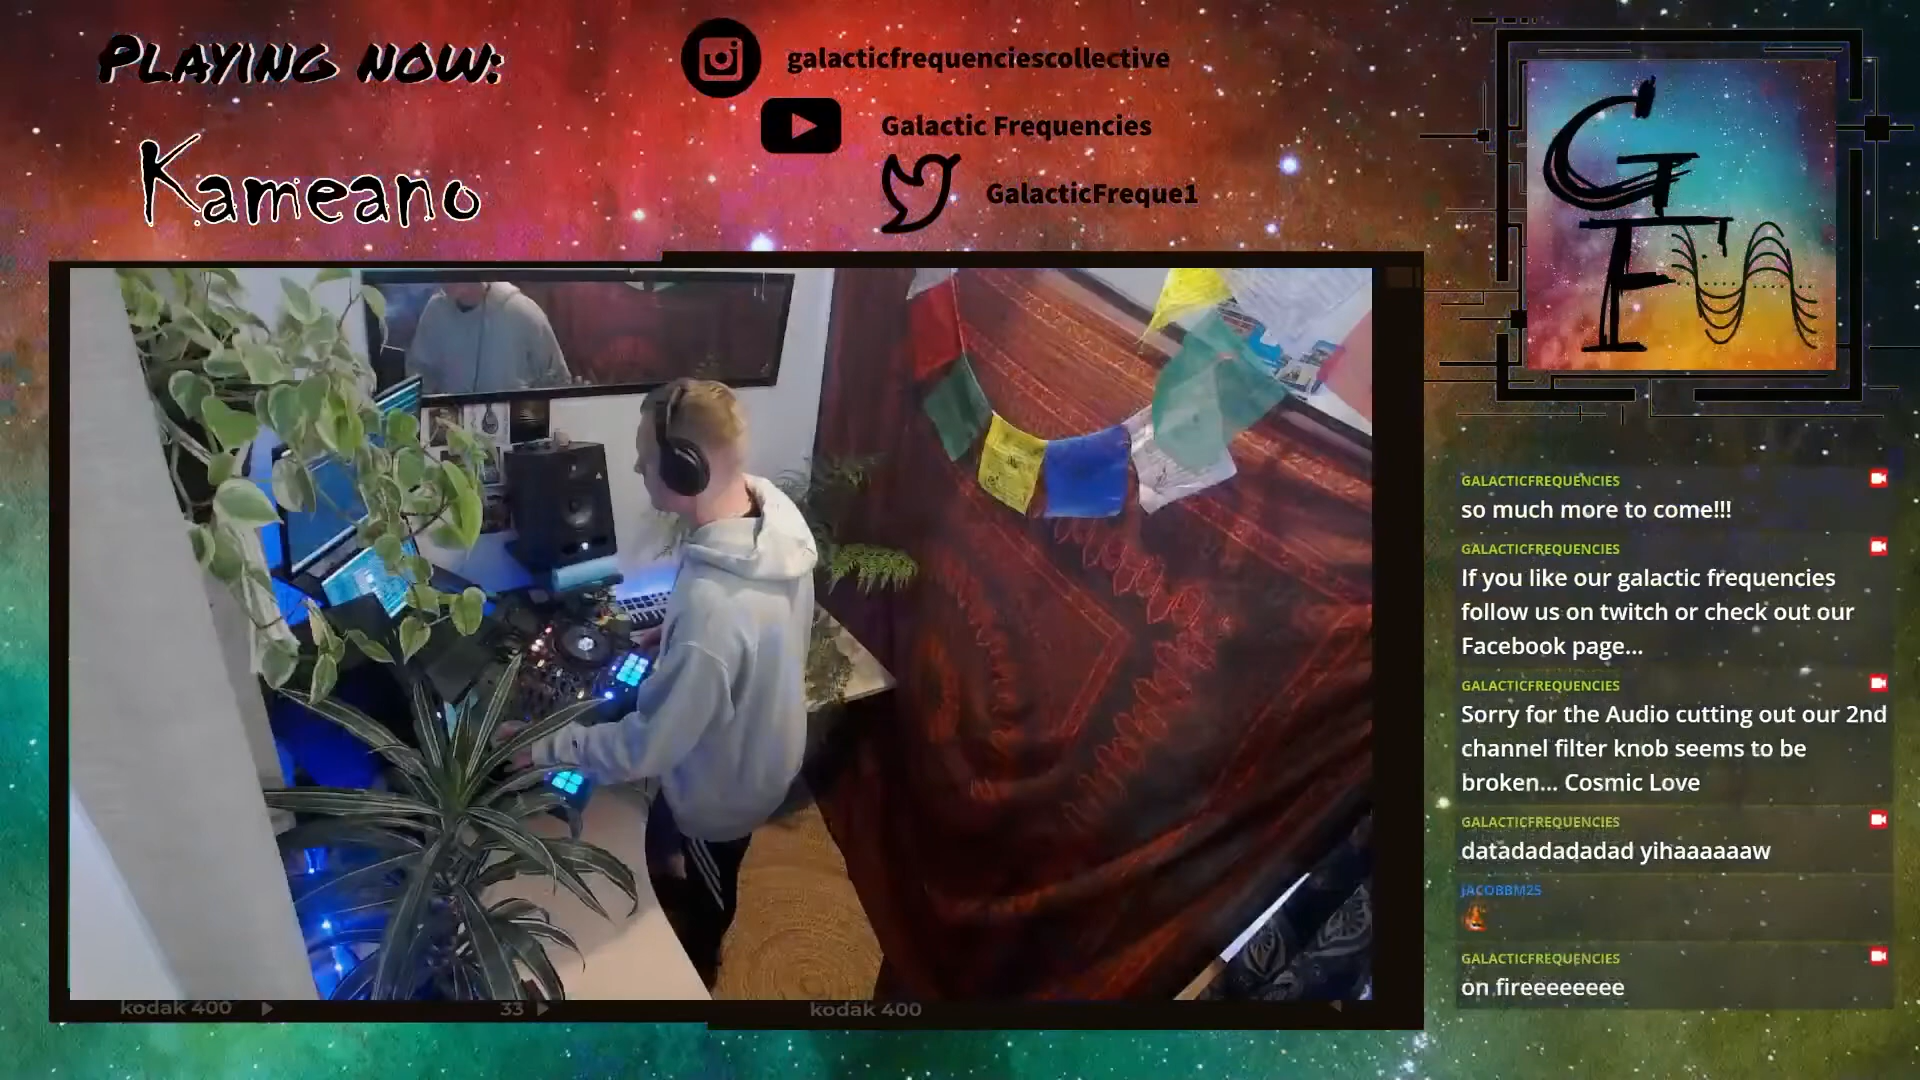 Playing now:
Kameano
galacticfrequenciescollective
Galactic Frequencies
GalacticFreque1
GF
GALACTICFREQUENCIES
so much more to come!!!
GALACTICFREQUENCIES
If you like our galactic frequencies
follow us on twitch or check out our
Facebook page...
GALACTICFREQUENCIES
Sorry for the Audio cutting out our 2nd
channel filter knob seems to be
broken... Cosmic Love
GALACTICFREQUENCIES
datadadadadad yihaaaaaaw
JACOBBM25
GALACTICFREQUENCIES
on fireeeeeeee
kodak 400
33
kodak 400